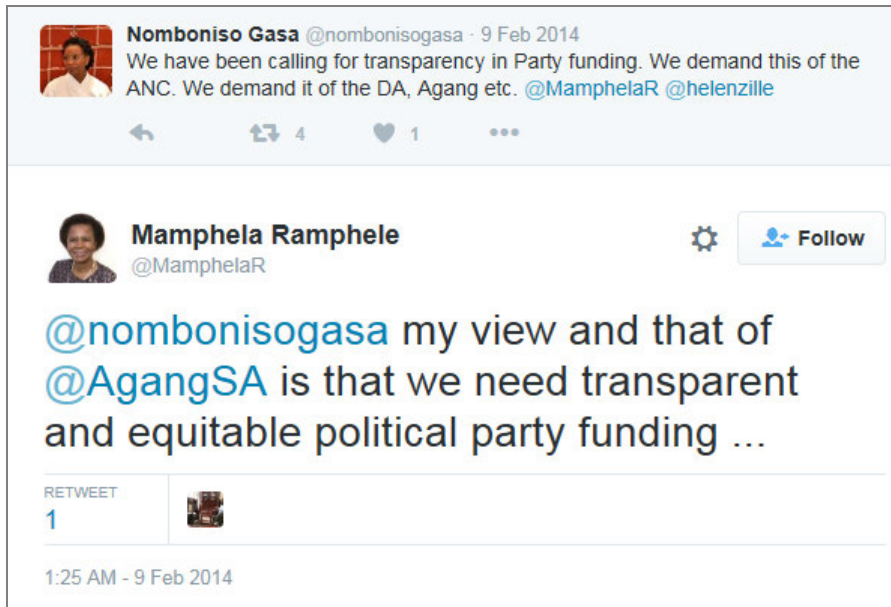 Nomboniso Gasa @nombonisogasa · 9 Feb 2014
We have been calling for transparency in Party funding. We demand this of the
ANC. We demand it of the DA, Agang etc. @MamphelaR @helenzille
4 1
Mamphela Ramphele
@MamphelaR
Follow
@nombonisogasa my view and that of
@AgangSA is that we need transparent
and equitable political party funding ...
RETWEET
1
1:25 AM - 9 Feb 2014